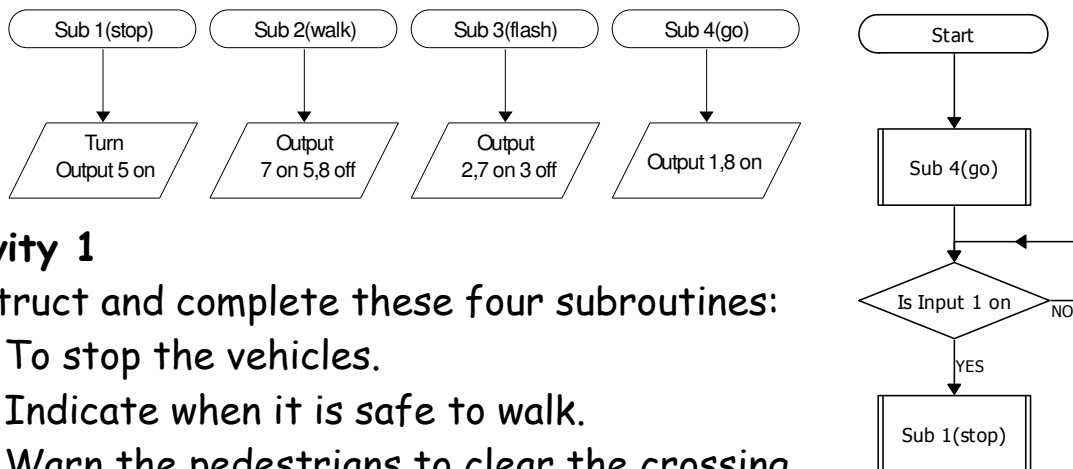 Sub 1(stop)
Sub 2(walk)
Sub 3(flash)
Sub 4(go)
Turn
Output 5 on
Output
7 on 5,8 off
Output
2,7 on 3 off
Output 1,8 on
vity 1
truct and complete these four subroutines:
To stop the vehicles.
Indicate when it is safe to walk.
Warn the pedestrians to clear the crossing
Start
Sub 4(go)
Is Input 1 on
NO
YES
Sub 1(stop)